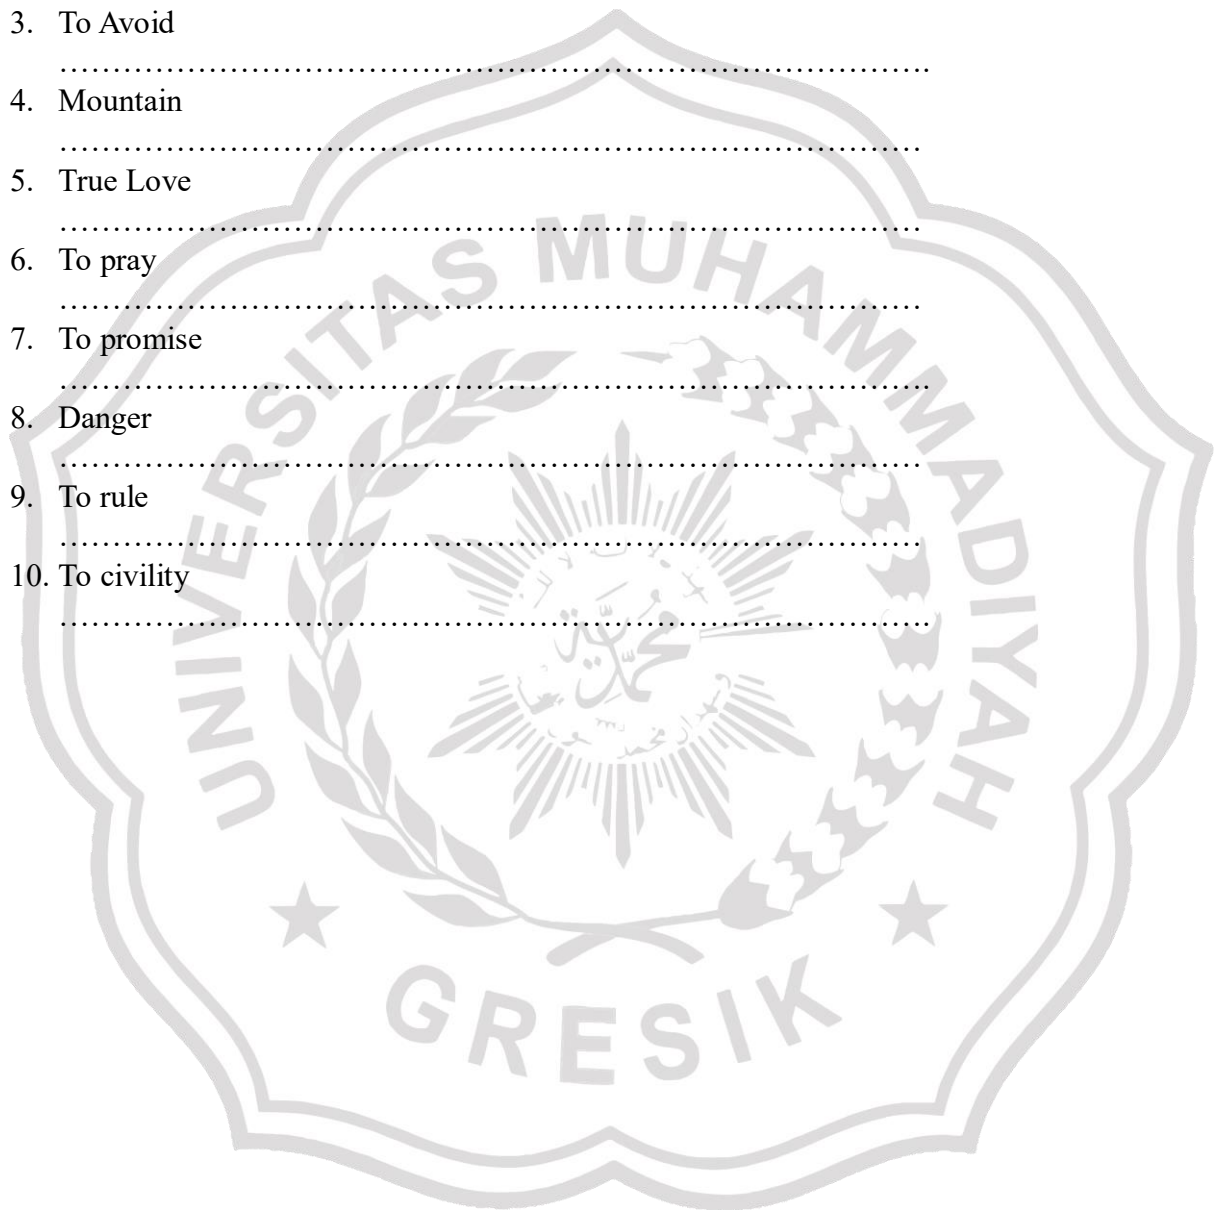 3. To Avoid
……………………………………………………………………….
4. Mountain
………………………………………………………………………
5. True Love
………………………………………………………………………
6. To pray
………………………………………………………………………
7. To promise
……………………………………………………………………….
8. Danger
………………………………………………………………………
9. To rule
………………………………………………………………………
10. To civility
……………………………………………………………………….
UNIVERSITAS MUHAMMADIYAH
محمدية
GRESIK